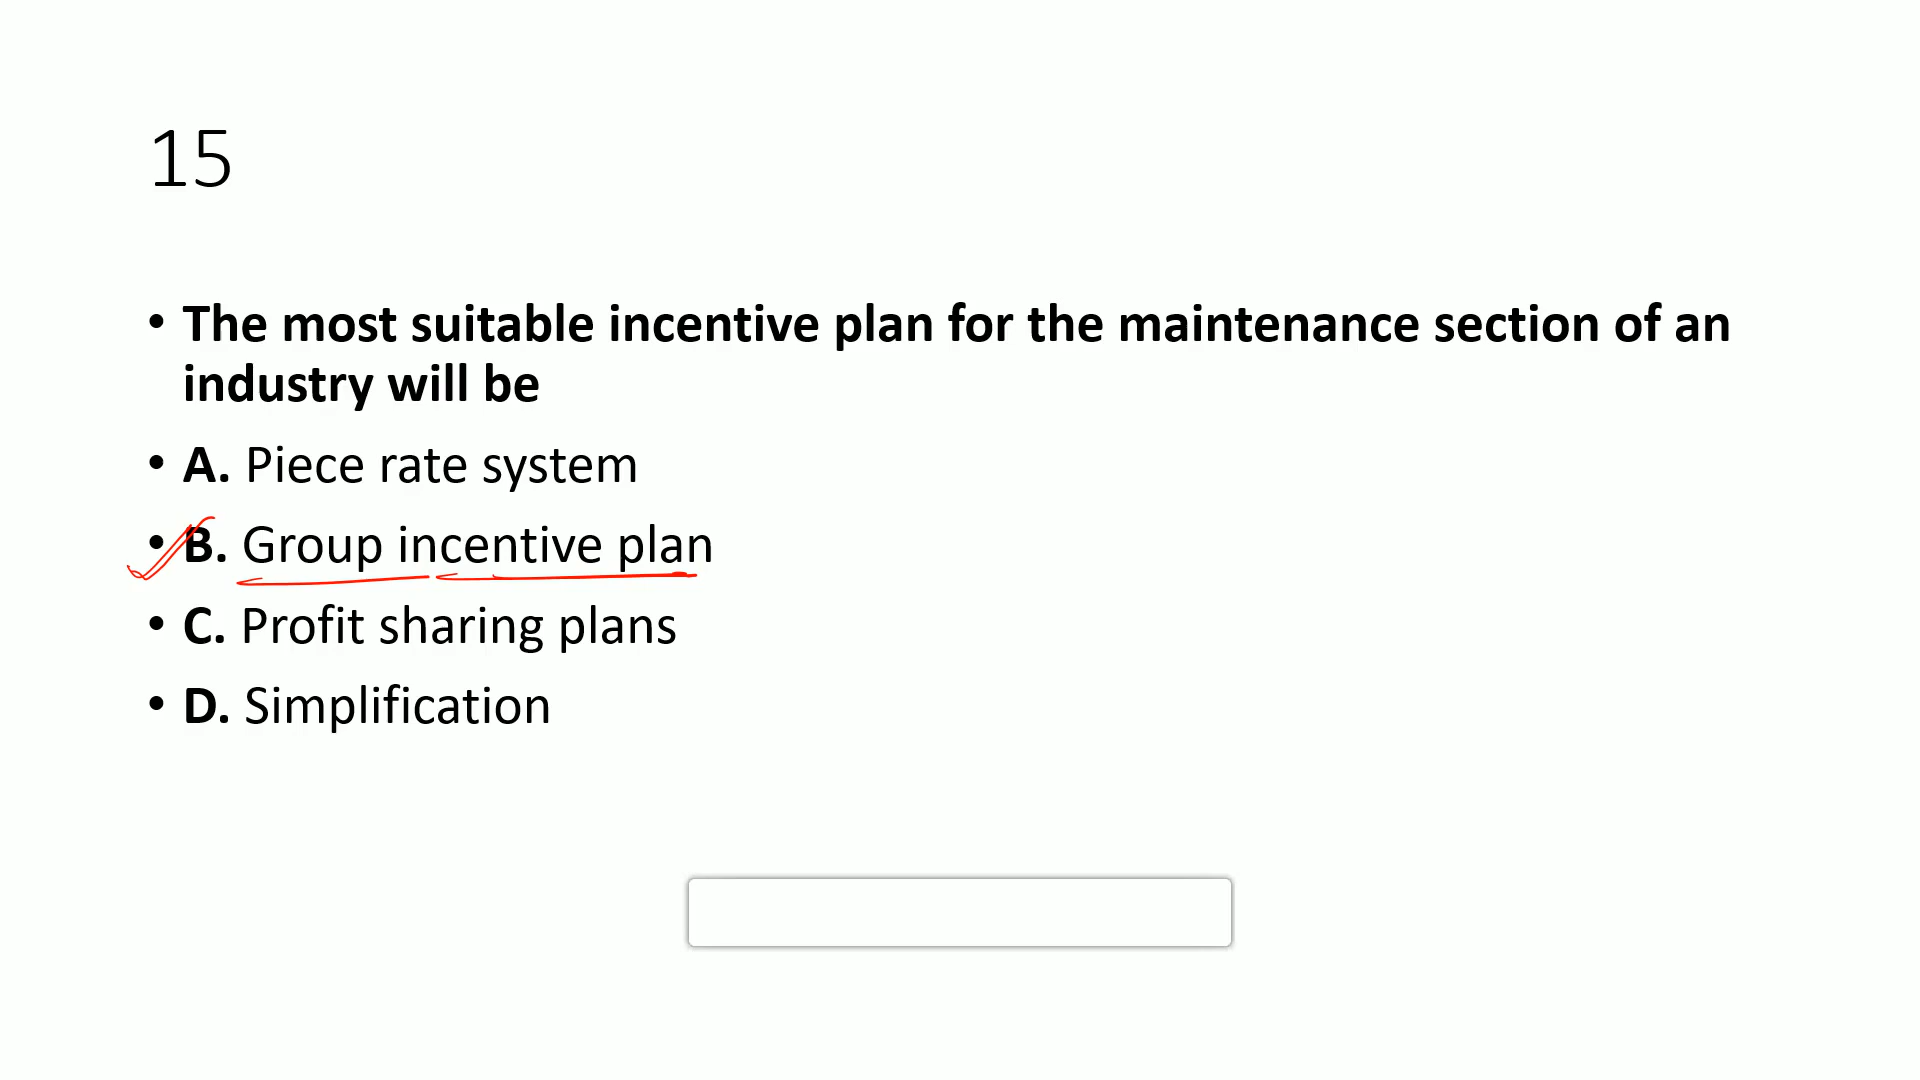 15
• The most suitable incentive plan for the maintenance section of an
industry will be
• A. Piece rate system
• B. Group incentive plan
• C. Profit sharing plans
• D. Simplification